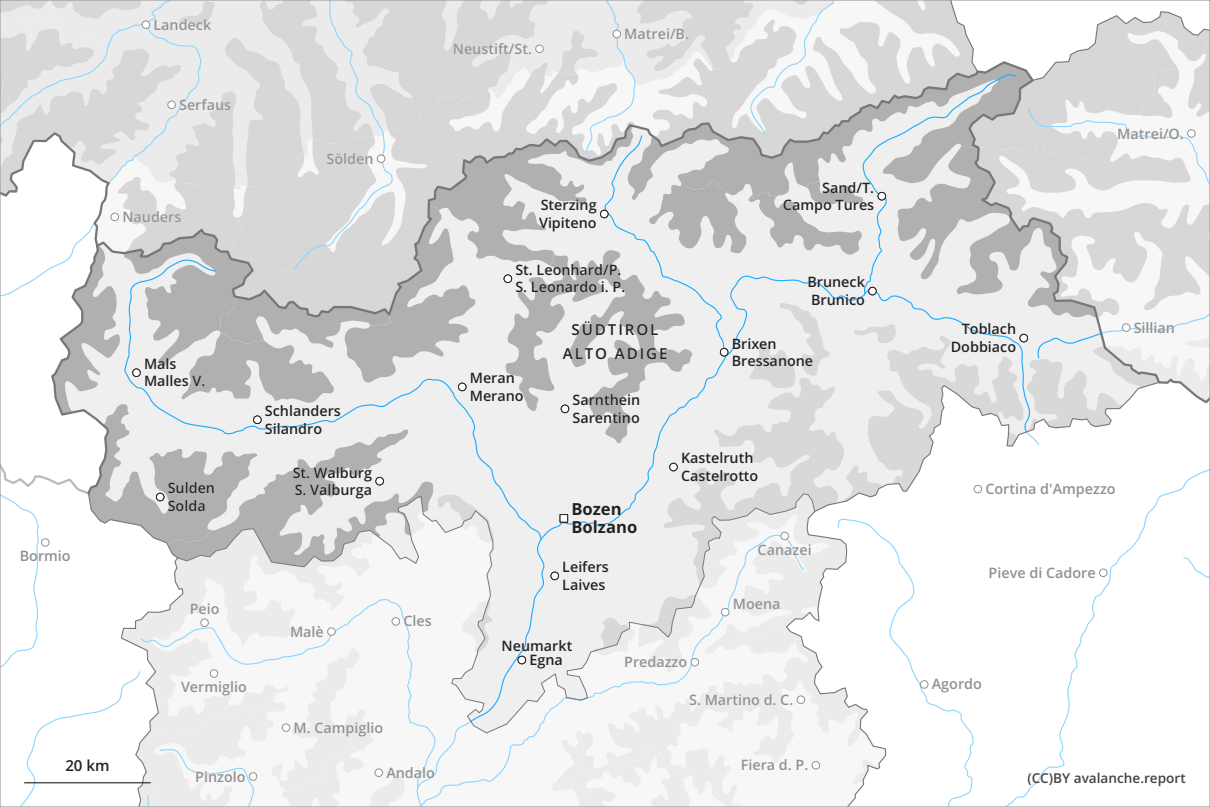 Landeck
Matrei/B.
Neustift/St.
Serfaus
Matrei/O.
Sölden
Sand/T.
Campo Tures
Nauders
Sterzing
Vipiteno
St. Leonhard/P.
S. Leonardo i. P.
Bruneck
Brunico
SÜDTIROL
ALTO ADIGE
Toblach
Dobbiaco
Sillian
Brixen
Bressanone
Mals
Malles V.
Meran
Merano
Schlanders
Silandro
Sarnthein
Sarentino
Kastelruth
Castelrotto
St. Walburg
S. Valburga
Sulden
Solda
Cortina d'Ampezzo
Bozen
Bolzano
Bormio
Canazei
Leifers
Laives
Pieve di Cadore
Peio
Moena
Malè
Cles
Neumarkt
Egna
Predazzo
Vermiglio
Agordo
S. Martino d. C.
M. Campiglio
Fiera d. P.
20 km
Pinzolo
Andalo
(CC)BY avalanche.report